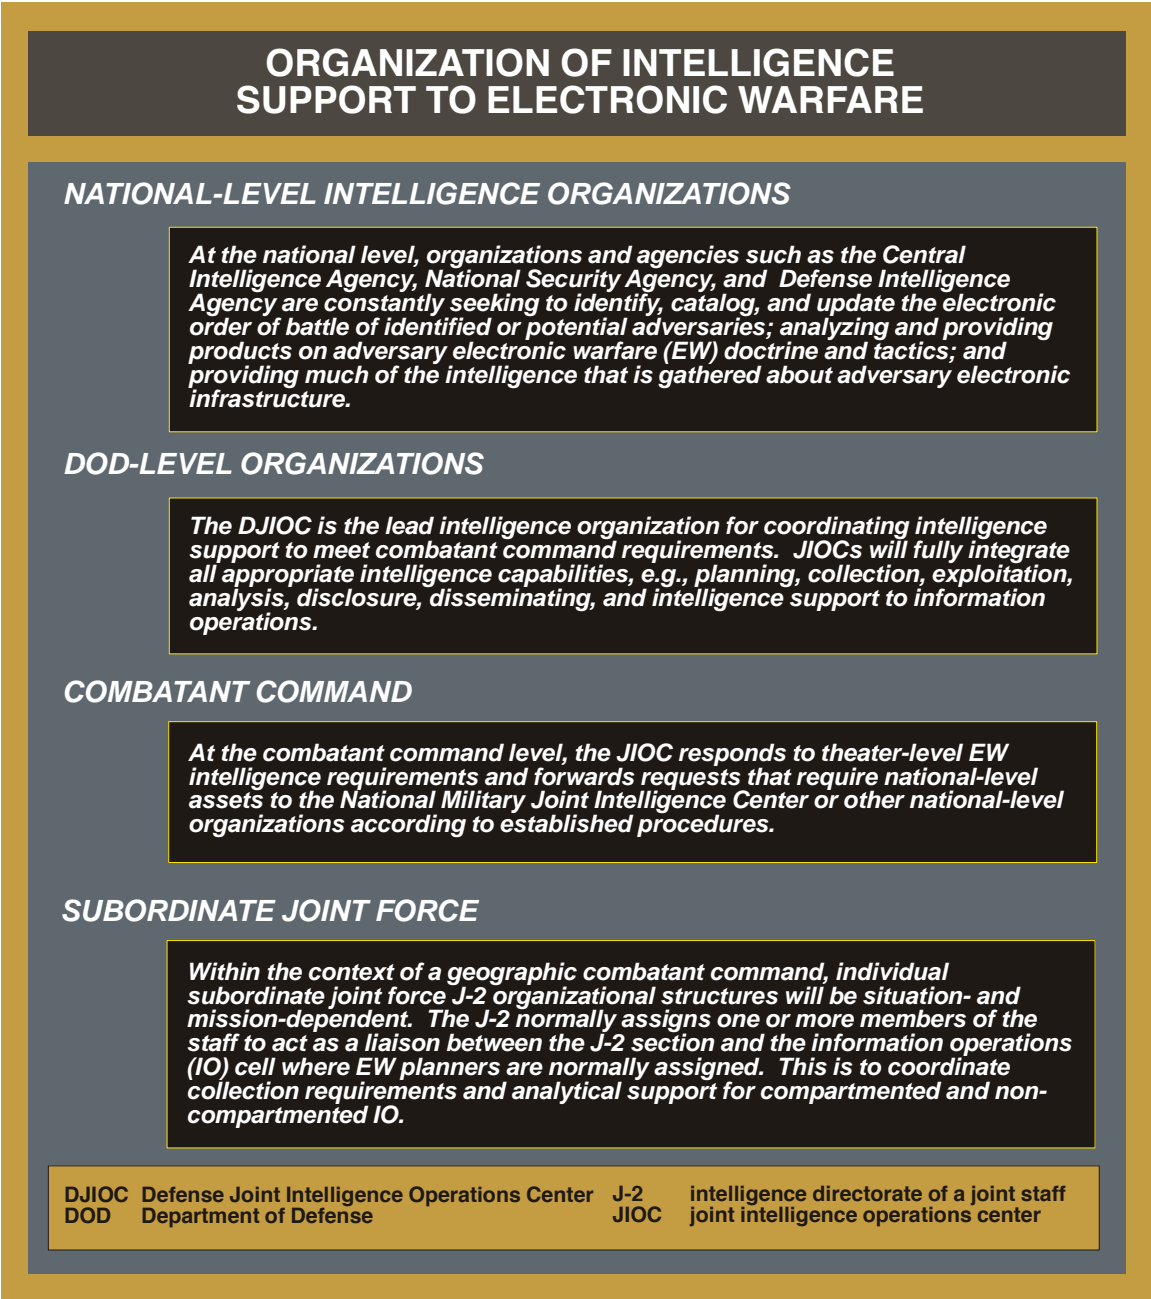 ORGANIZATION OF INTELLIGENCE
SUPPORT TO ELECTRONIC WARFARE
NATIONAL-LEVEL INTELLIGENCE ORGANIZATIONS
At the national level, organizations and agencies such as the Central
Intelligence Agency, National Security Agency, and Defense Intelligence
Agency are constantly seeking to identify, catalog, and update the electronic
order of battle of identified or potential adversaries; analyzing and providing
products on adversary electronic warfare (EW) doctrine and tactics; and
providing much of the intelligence that is gathered about adversary electronic
infrastructure.
DOD-LEVEL ORGANIZATIONS
The DJIOC is the lead intelligence organization for coordinating intelligence
support to meet combatant command requirements. JIOCs will fully integrate
all appropriate intelligence capabilities, e.g., planning, collection, exploitation,
analysis, disclosure, disseminating, and intelligence support to information
operations.
COMBATANT COMMAND
At the combatant command level, the JIOC responds to theater-level EW
intelligence requirements and forwards requests that require national-level
assets to the National Military Joint Intelligence Center or other national-level
organizations according to established procedures.
SUBORDINATE JOINT FORCE
Within the context of a geographic combatant command, individual
subordinate joint force J-2 organizational structures will be situation- and
mission-dependent. The J-2 normally assigns one or more members of the
staff to act as a liaison between the J-2 section and the information operations
(IO) cell where EW planners are normally assigned. This is to coordinate
collection requirements and analytical support for compartmented and non-
compartmented IO.
DJIOC Defense Joint Intelligence Operations Center
DOD Department of Defense
J-2 intelligence directorate of a joint staff
JIOC joint intelligence operations center